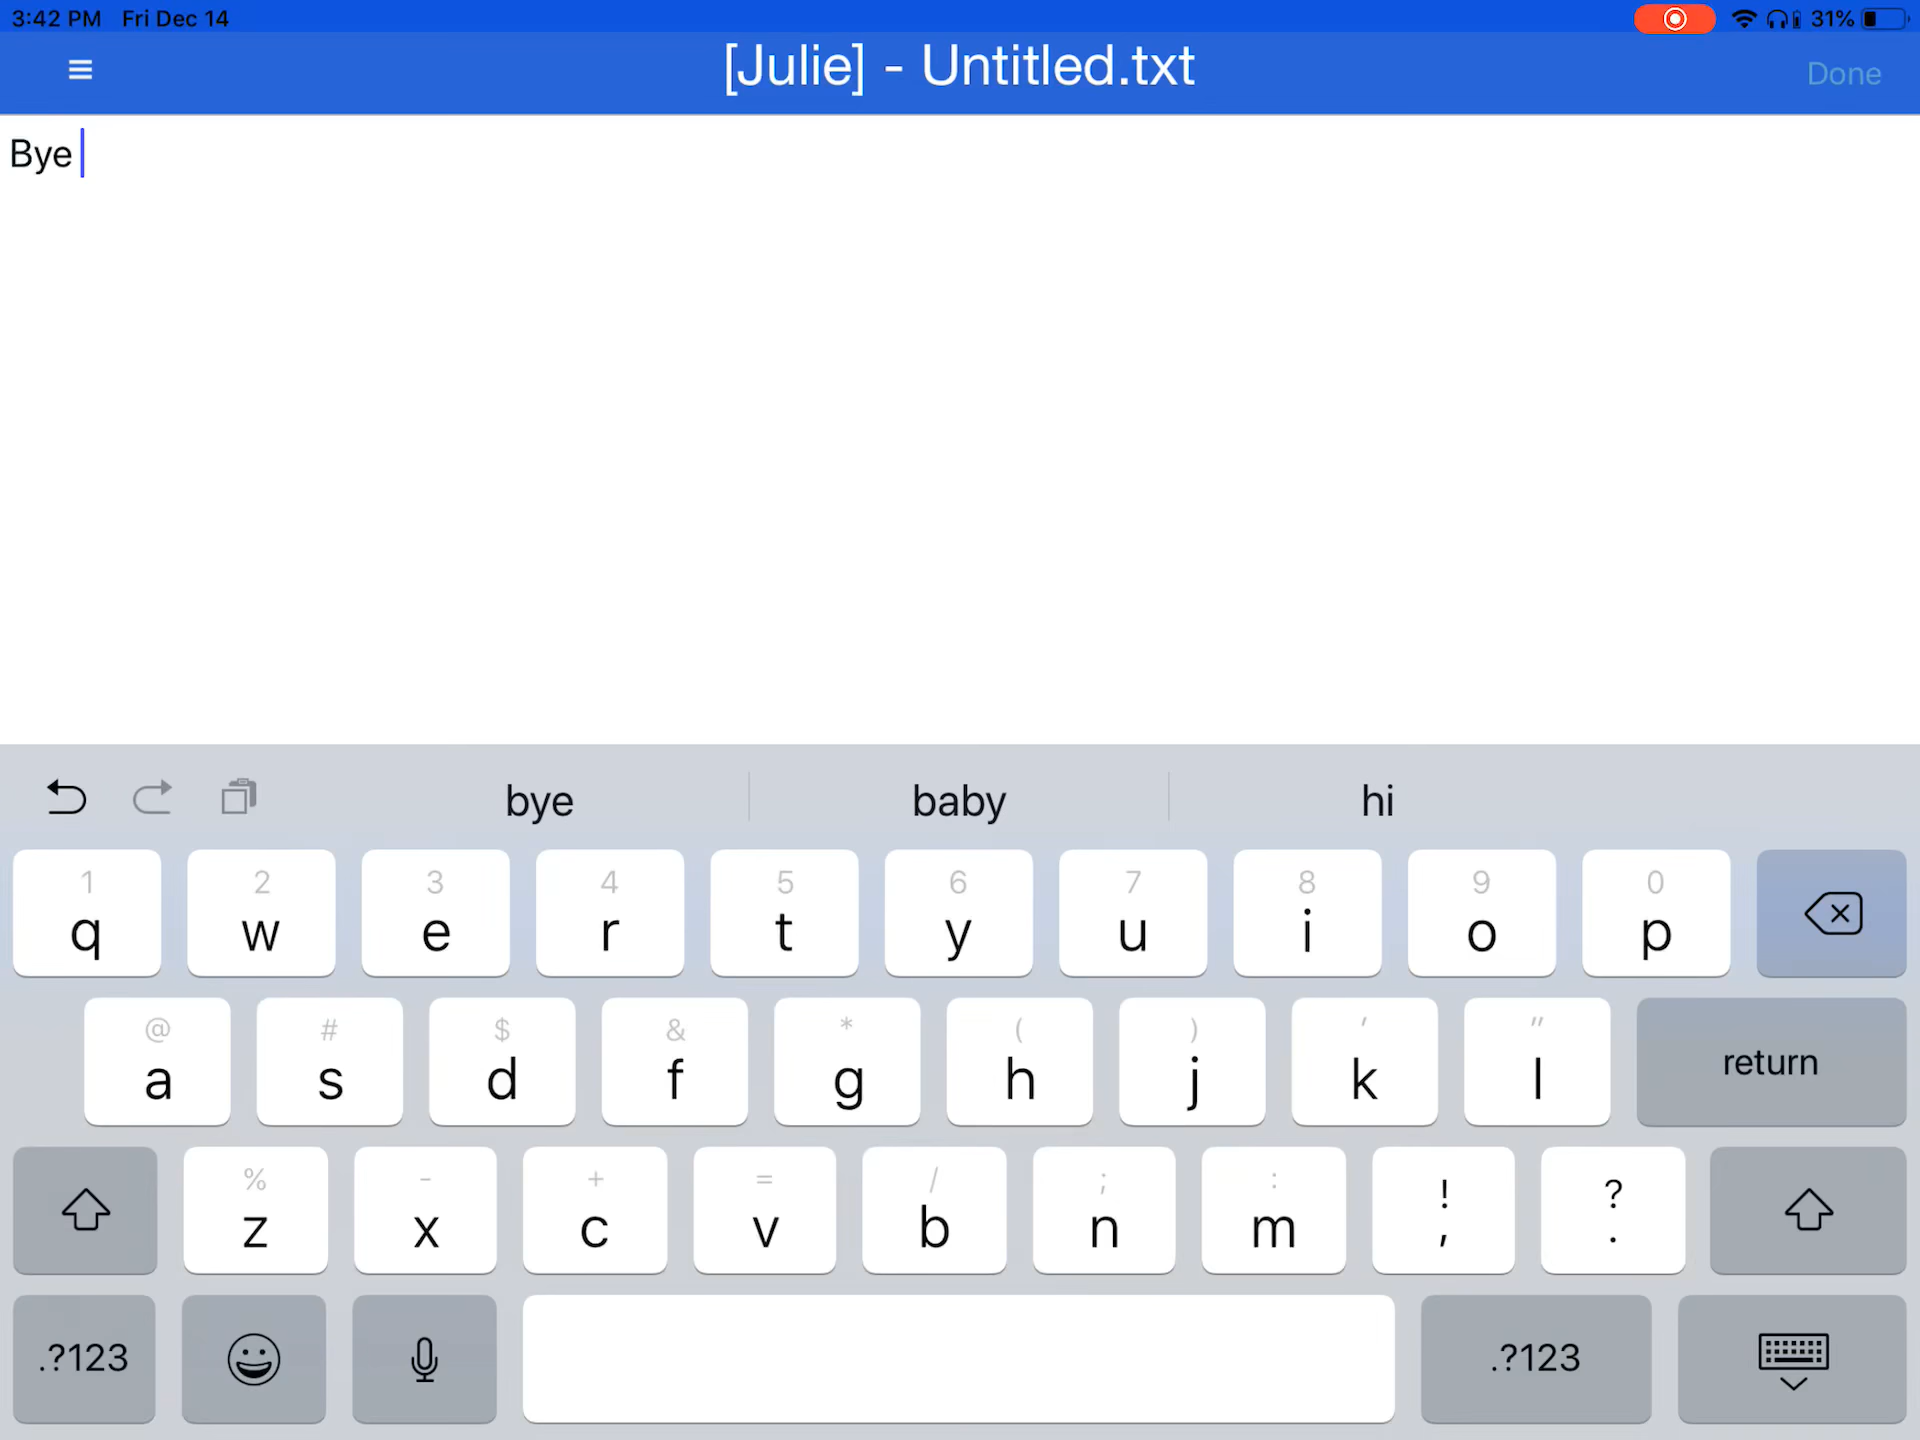 3:42 PM Fri Dec 14
31%
[Julie] - Untitled.txt
Done
Bye
bye baby hi
1 2 3 4 5 6 7 8 9 0
q w e r t y u i o p
@ # $ & * ( ) ' "
a s d f g h j k l return
% - + = / ; : ! ?
z x c v b n m , .
.?123 .?123